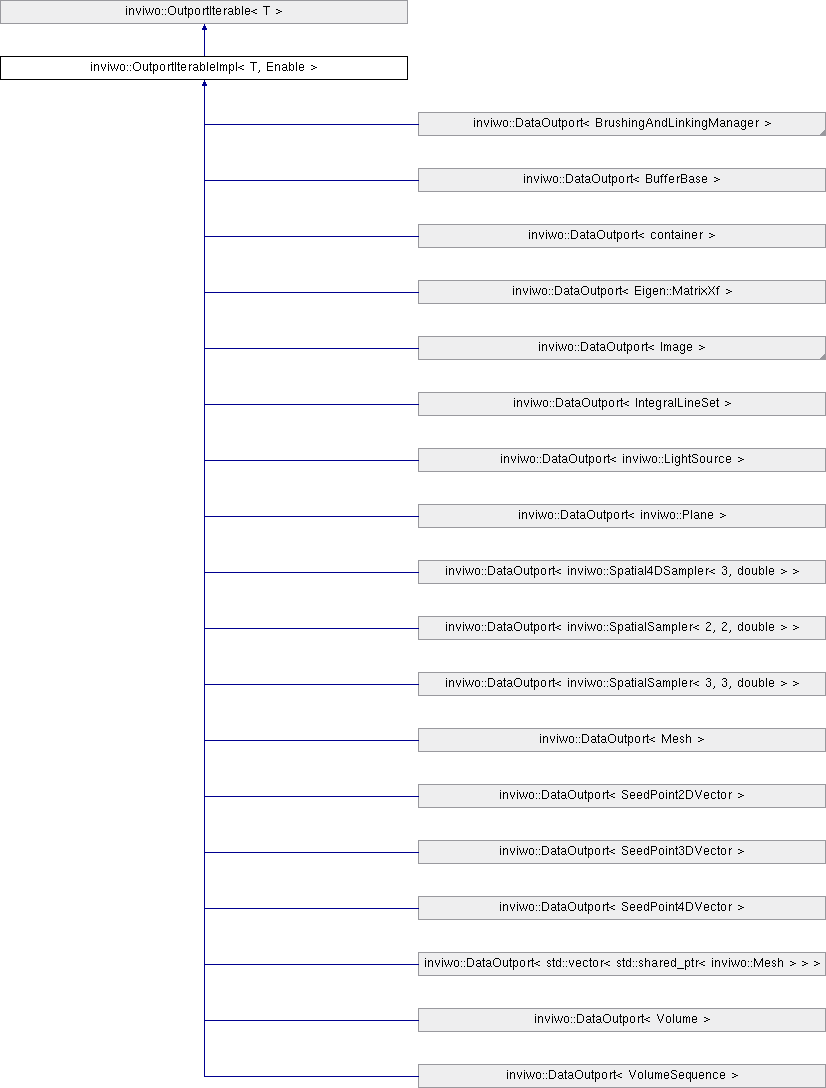 inviwo::OutportIterable< T >
inviwo::OutportIterableImpl< T, Enable >
inviwo::DataOutport< BrushingAndLinkingManager >
inviwo::DataOutport< BufferBase >
inviwo::DataOutport< container >
inviwo::DataOutport< Eigen::MatrixXf >
inviwo::DataOutport< Image >
inviwo::DataOutport< IntegralLineSet >
inviwo::DataOutport< inviwo::LightSource >
inviwo::DataOutport< inviwo::Plane >
inviwo::DataOutport< inviwo::Spatial4DSampler< 3, double > >
inviwo::DataOutport< inviwo::SpatialSampler< 2, 2, double > >
inviwo::DataOutport< inviwo::SpatialSampler< 3, 3, double > >
inviwo::DataOutport< Mesh >
inviwo::DataOutport< SeedPoint2DVector >
inviwo::DataOutport< SeedPoint3DVector >
inviwo::DataOutport< SeedPoint4DVector >
inviwo::DataOutport< std::vector< std::shared_ptr< inviwo::Mesh > > >
inviwo::DataOutport< Volume >
inviwo::DataOutport< VolumeSequence >